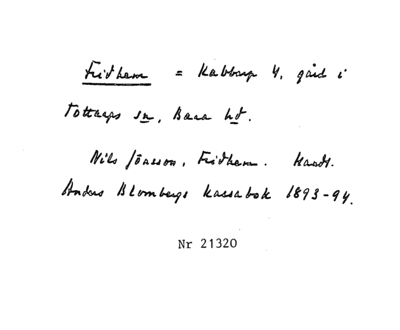 Fridhem = Kabbarp 4, gård i
Tottarps sn, Bara hd.
Nils Jönsson, Fridhem. Handl.
Anders Blombergs kassabok 1893-94.
Nr 21320